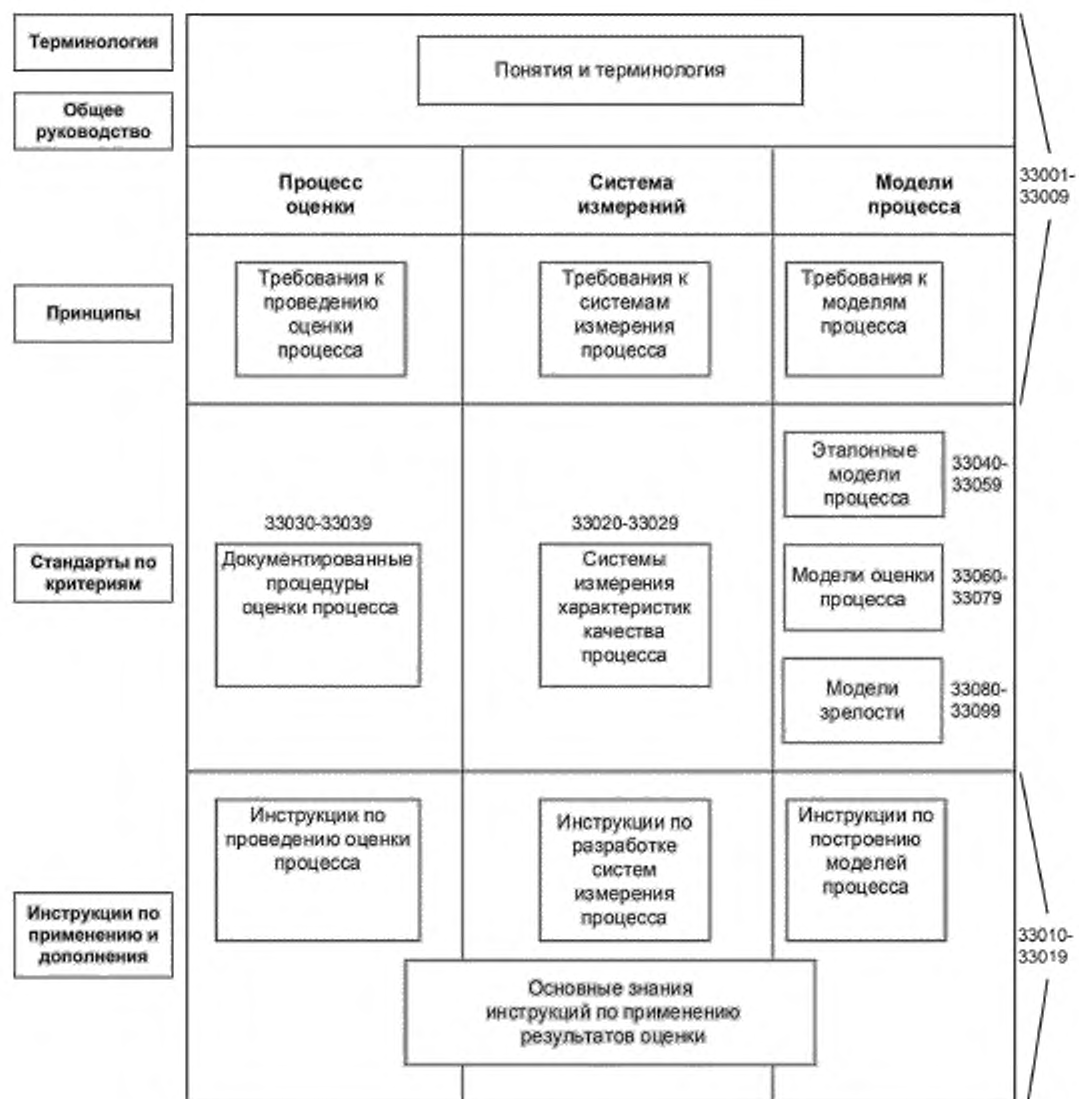 Терминология
Понятия и терминология
Общее
руководство
Процесс
оценки
Система
измерений
Модели
процесса
33001-
33009
Принципы
Требования к
проведению
оценки
процесса
Требования к
системам
измерения
процесса
Требования к
моделям
процесса
Стандарты по
критериям
33030-33039
Документированные
процедуры
оценки процесса
33020-33029
Системы
измерения
характеристик
качества
процесса
Эталонные
модели
процесса
33040-
33059
Модели оценки
процесса
33060-
33079
Модели
зрелости
33080-
33099
Инструкции по
применению и
дополнения
Инструкции по
проведению оценки
процесса
Инструкции по
разработке
систем
измерения
процесса
Инструкции по
построению
моделей
процесса
33010-
33019
Основные знания
инструкций по применению
результатов оценки